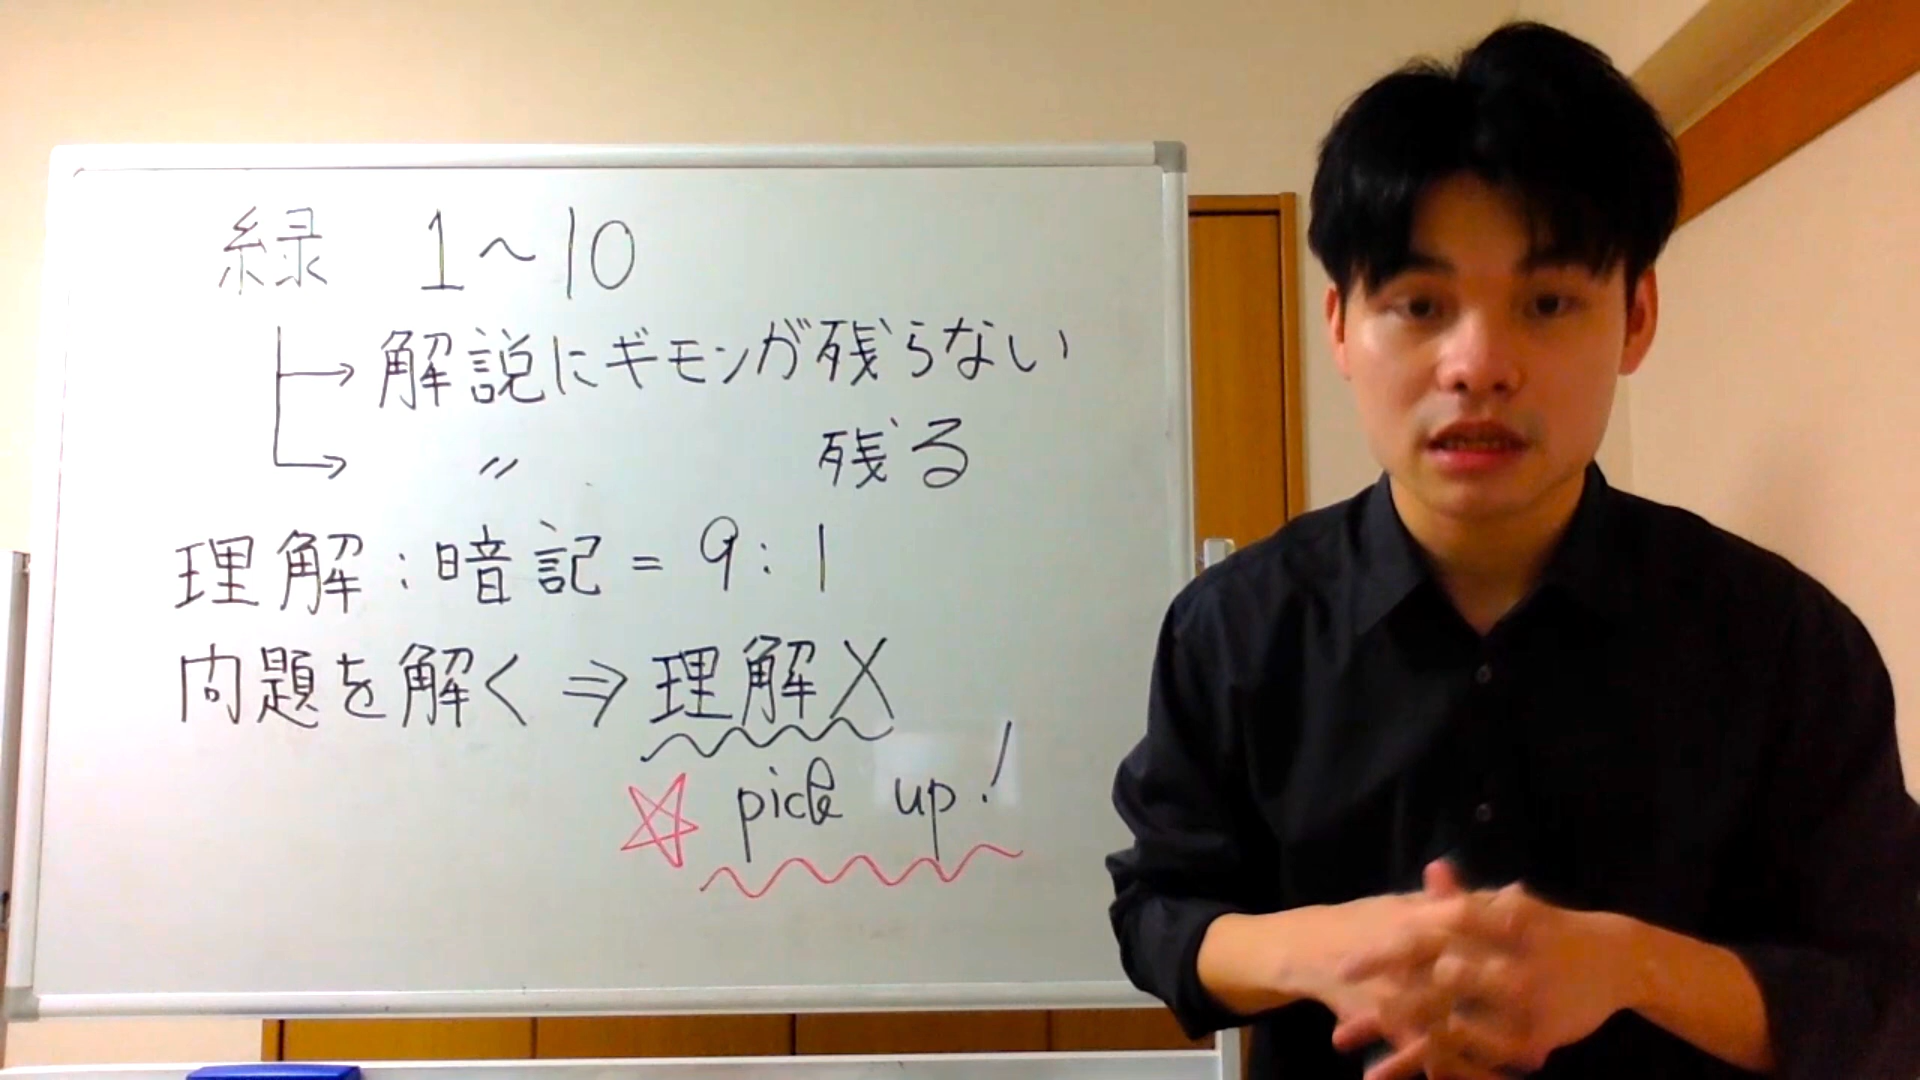 緑 1～10
→解説にギモンが残らない
→ 〃 残る
理解:暗記=9:1
問題を解く⇒理解X
☆ pick up!